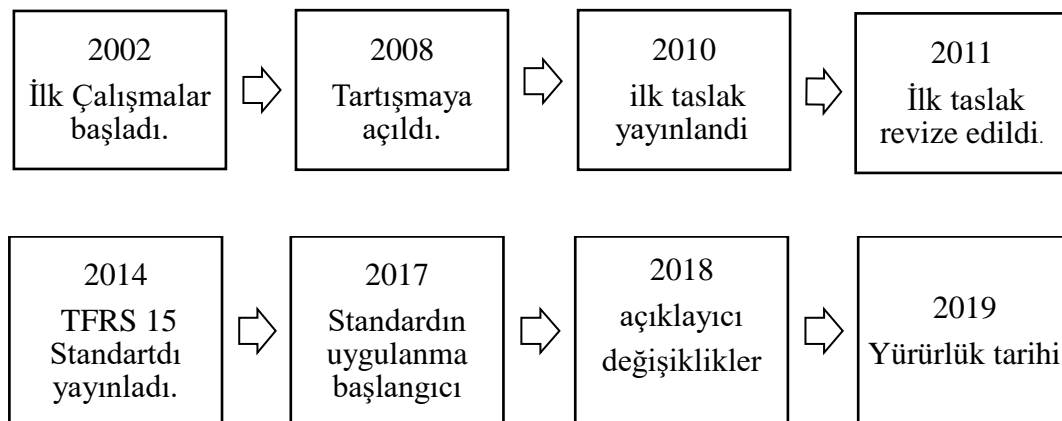 2002
İlk Çalışmalar
başladı.
2008
Tartışmaya
açıldı.
2010
ilk taslak
yayınlandi
2011
İlk taslak
revize edildi.
2014
TFRS 15
Standartdı
yayınladı.
2017
Standardın
uygulanma
başlangıcı
2018
açıklayıcı
değişiklikler
2019
Yürürlük tarihi